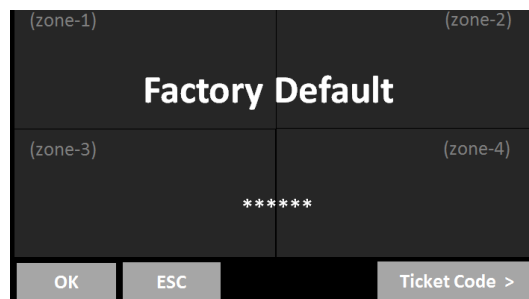 (zone-1) (zone-2)
Factory Default
(zone-3) (zone-4)
******
OK ESC Ticket Code >